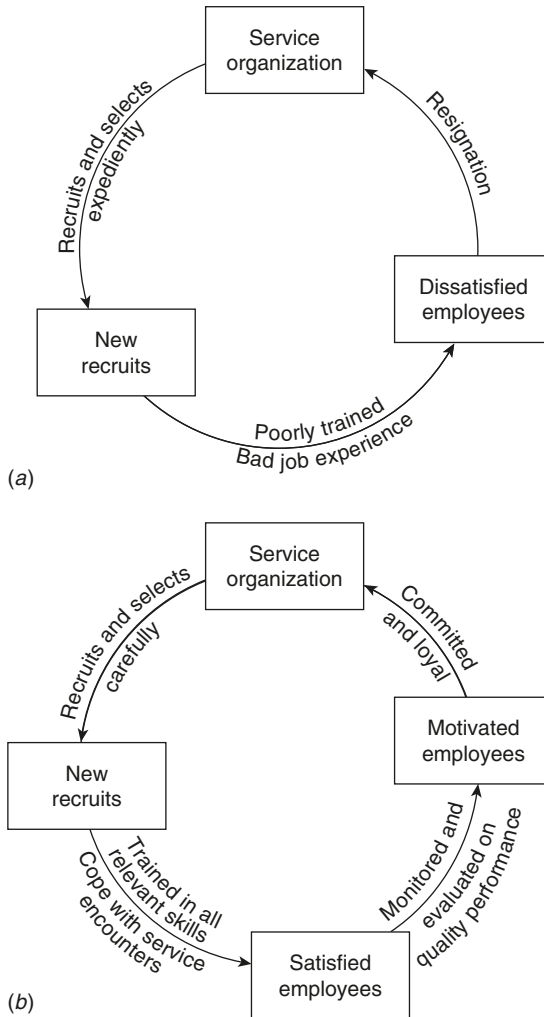 Service
organization
Recruits and selects
expediently
Resignation
Dissatisfied
employees
New
recruits
Poorly trained
Bad job experience
(a)
Service
organization
Recruits and selects
carefully
Committed
and loyal
Motivated
employees
New
recruits
Trained in all
relevant skills
Cope with service
encounters
Monitored and
evaluated on
quality performance
Satisfied
employees
(b)